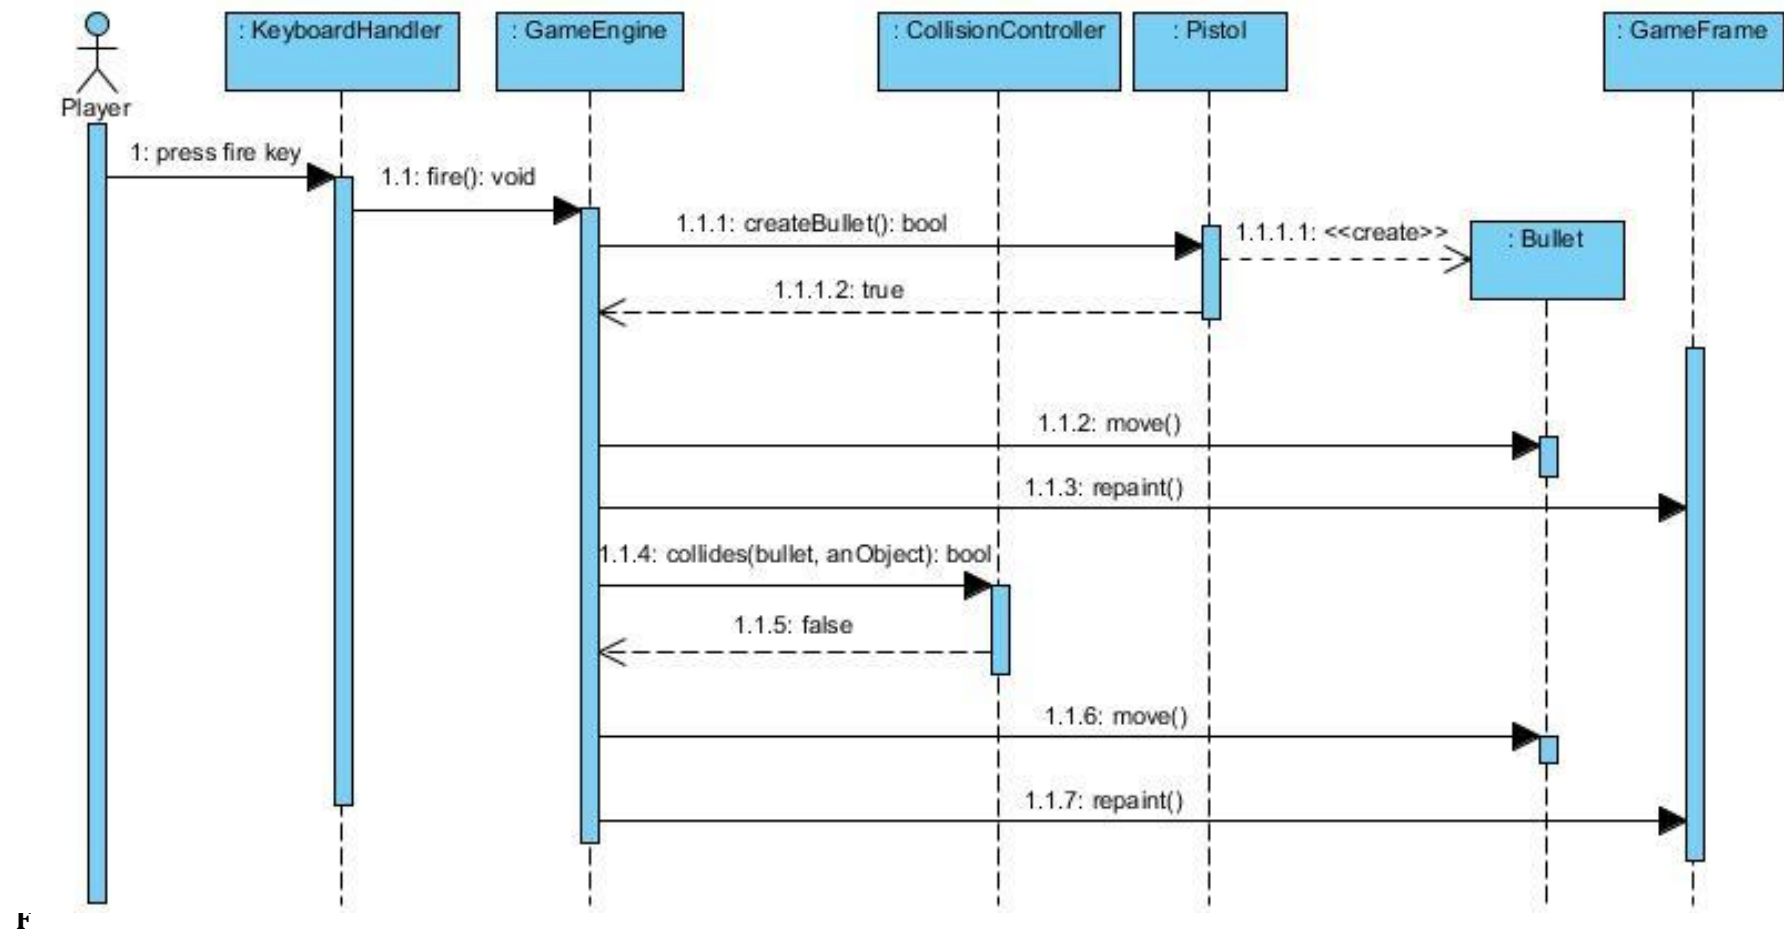 : KeyboardHandler
: GameEngine
: CollisionController
: Pistol
: GameFrame
Player
1: press fire key
1.1: fire(): void
1.1.1: createBullet(): bool
1.1.1.1: <<create>>
: Bullet
1.1.1.2: true
1.1.2: move()
1.1.3: repaint()
1.1.4: collides(bullet, anObject): bool
1.1.5: false
1.1.6: move()
1.1.7: repaint()
F